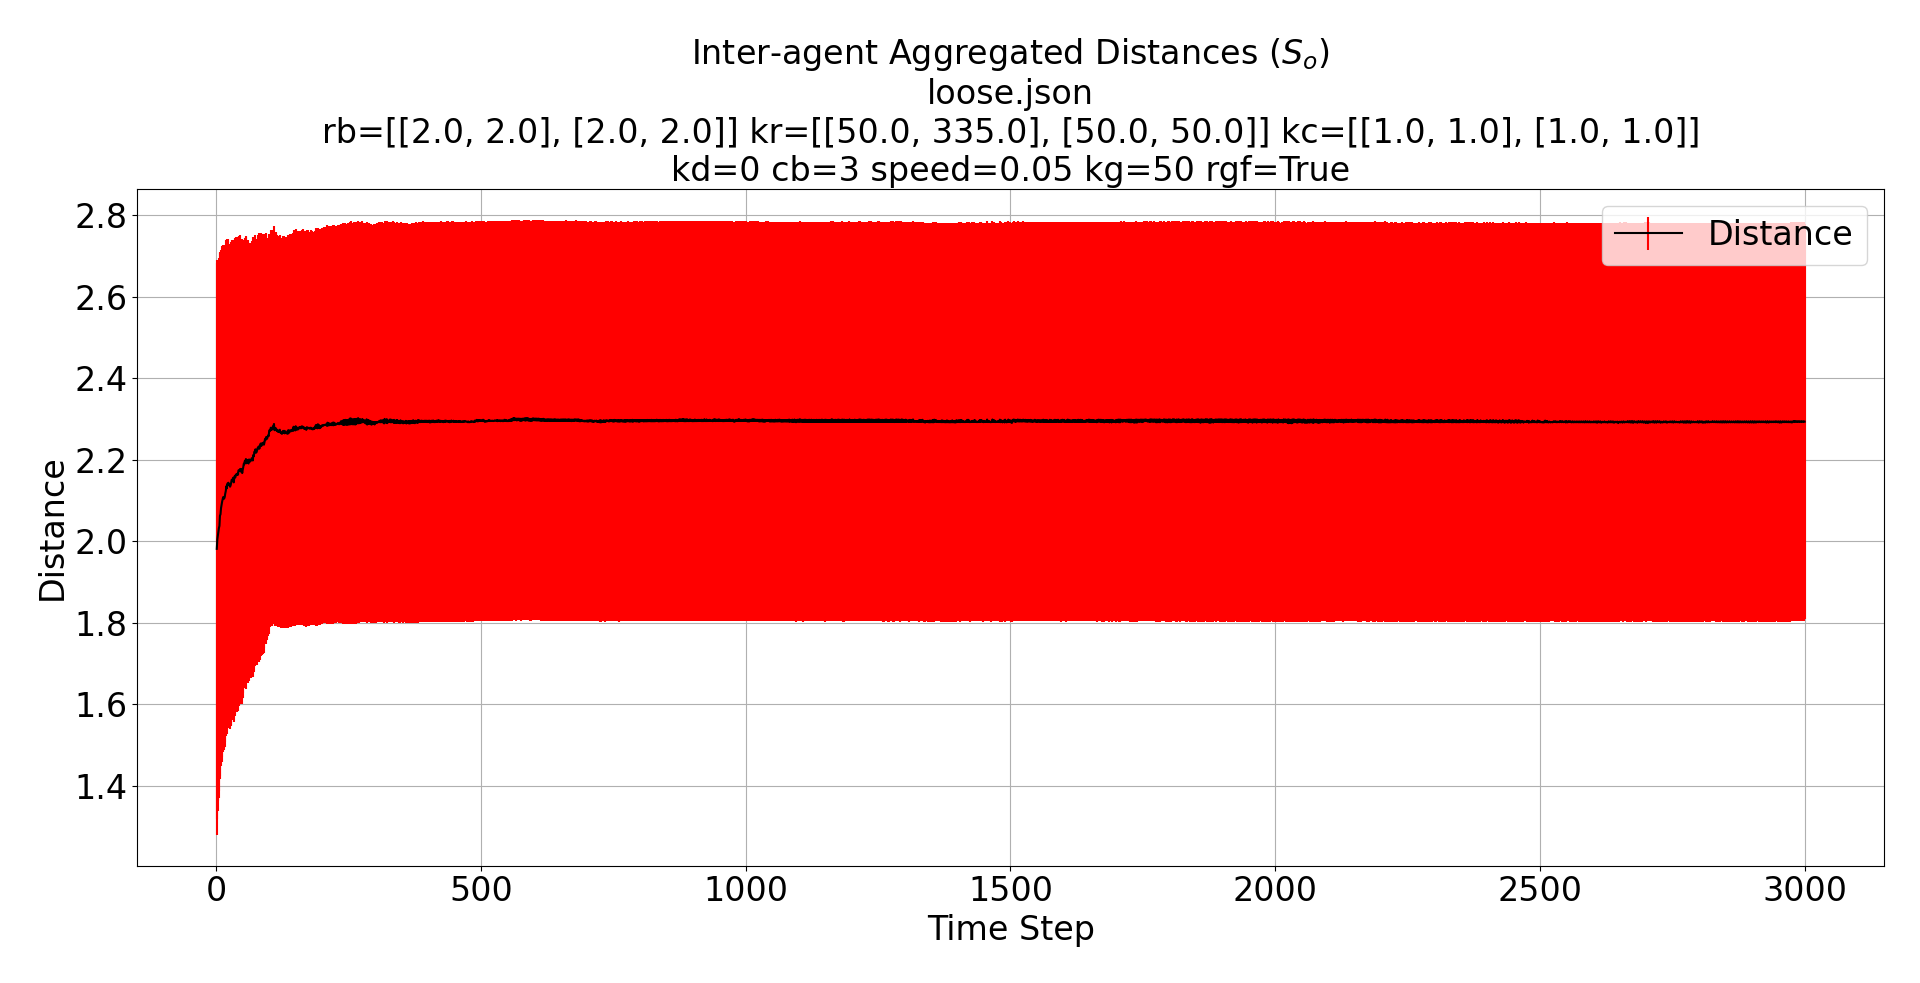 Inter-agent Aggregated Distances (S_o)
loose.json
rb=[[2.0, 2.0], [2.0, 2.0]] kr=[[50.0, 335.0], [50.0, 50.0]] kc=[[1.0, 1.0], [1.0, 1.0]]
kd=0 cb=3 speed=0.05 kg=50 rgf=True
Distance
2.8
2.6
2.4
2.2
2.0
1.8
1.6
1.4
Distance
0 500 1000 1500 2000 2500 3000
Time Step